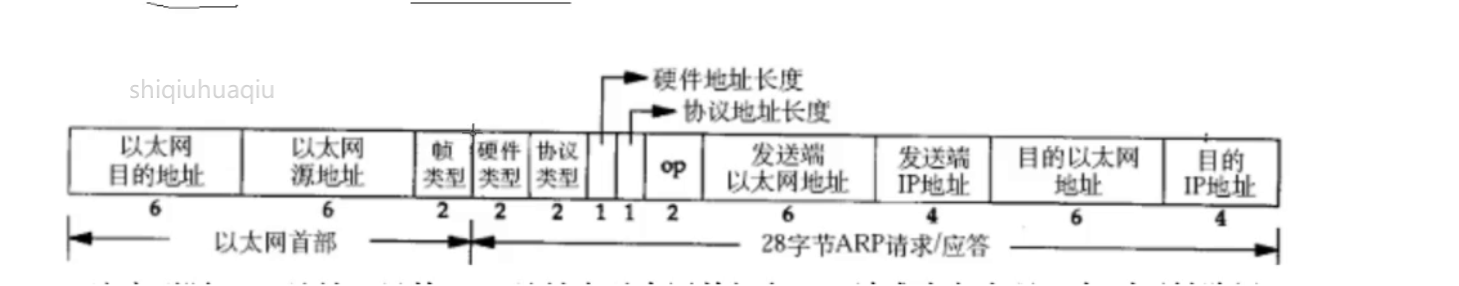 shiqiuhuaqiu
硬件地址长度
协议地址长度
以太网
目的地址
以太网
源地址
帧
类型
硬件
类型
协议
类型
op
发送端
以太网地址
发送端
IP地址
目的以太网
地址
目的
IP地址
6 6 2 2 2 1 1 2 6 4 6 4
以太网首部
28字节ARP请求/应答